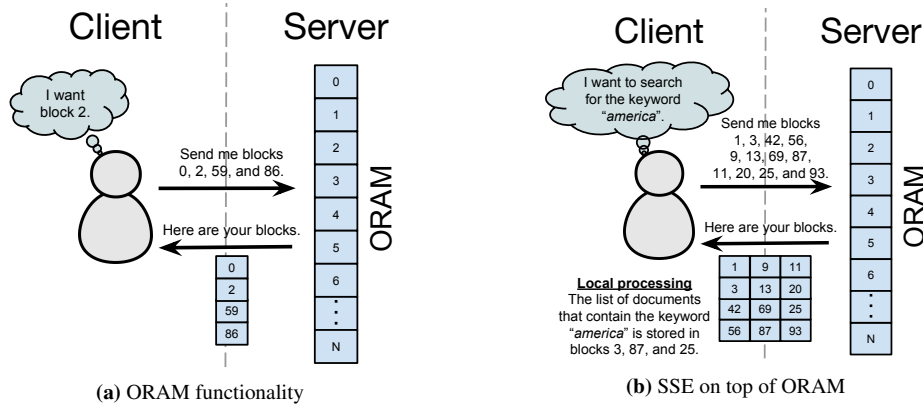 Client
Server
I want
block 2.
Send me blocks
0, 2, 59, and 86.
Here are your blocks.
0
2
59
86
0
1
2
3
4
5
6
N
ORAM
(a) ORAM functionality
Client
Server
I want to search
for the keyword
“america”.
Send me blocks
1, 3, 42, 56,
9, 13, 69, 87,
11, 20, 25, and 93.
Here are your blocks.
Local processing
The list of documents
that contain the keyword
“america” is stored in
blocks 3, 87, and 25.
1 9 11
3 13 20
42 69 25
56 87 93
0
1
2
3
4
5
6
N
ORAM
(b) SSE on top of ORAM